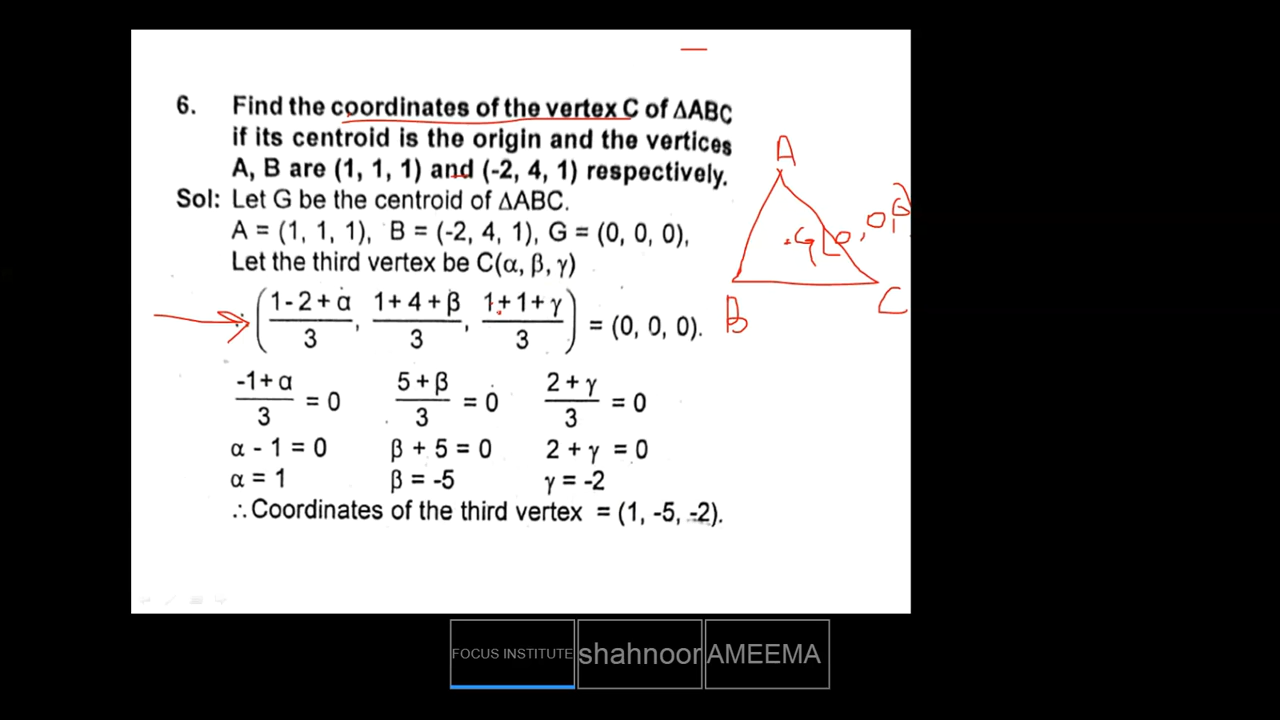 6. Find the coordinates of the vertex C of ΔABC
if its centroid is the origin and the vertices
A, B are (1, 1, 1) and (-2, 4, 1) respectively.
Sol: Let G be the centroid of ΔABC.
A = (1, 1, 1), B = (-2, 4, 1), G = (0, 0, 0),
Let the third vertex be C(α, β, γ)
∴ ((1 - 2 + α)/3, (1 + 4 + β)/3, (1 + 1 + γ)/3) = (0, 0, 0).
(-1 + α)/3 = 0 (5 + β)/3 = 0 (2 + γ)/3 = 0
α - 1 = 0 β + 5 = 0 2 + γ = 0
α = 1 β = -5 γ = -2
∴ Coordinates of the third vertex = (1, -5, -2).
A
G(0, 0, 0)
B
C
FOCUS INSTITUTE
shahnoor
AMEEMA